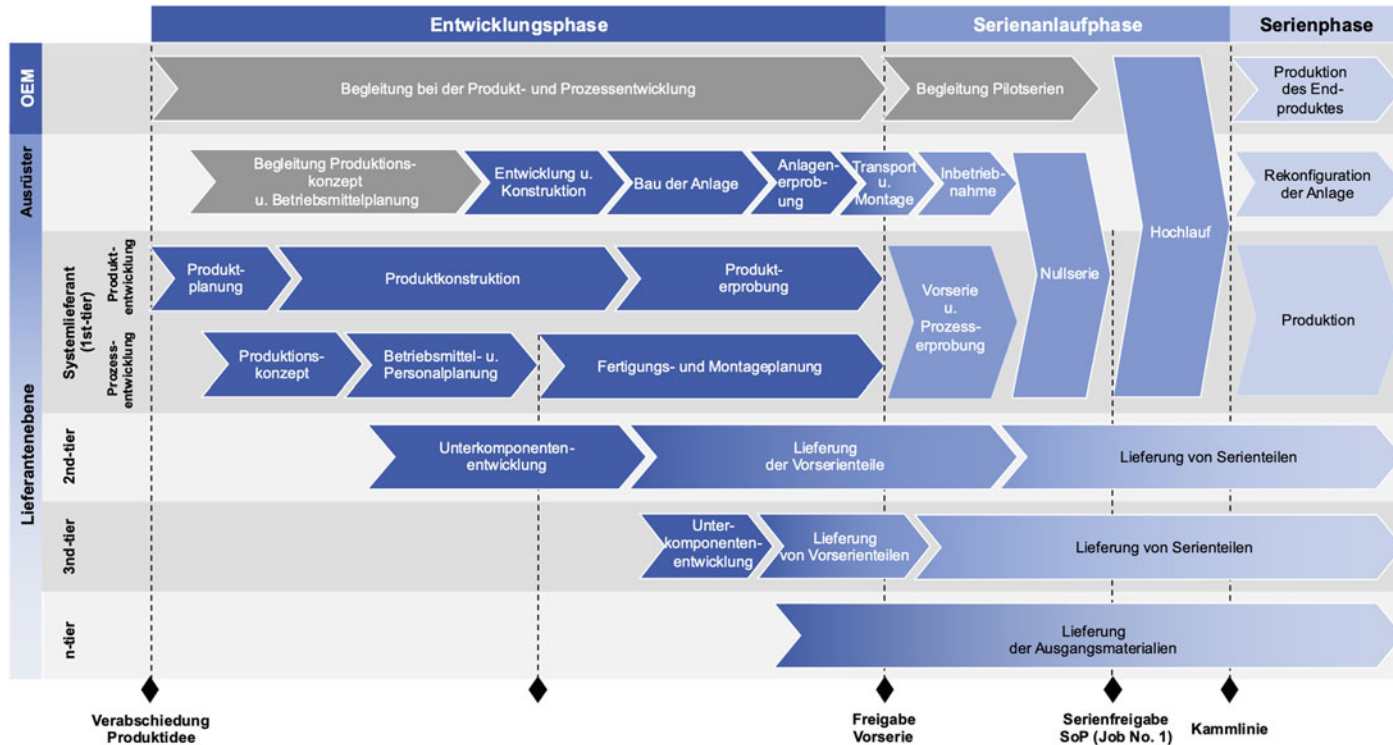 Entwicklungsphase
Serienanlaufphase
Serienphase
OEM
Begleitung bei der Produkt- und Prozessentwicklung
Begleitung Pilotserien
Produktion
des End-
produktes
Ausrüster
Begleitung Produktions-
konzept
u. Betriebsmittelplanung
Entwicklung u.
Konstruktion
Bau der Anlage
Anlagen-
erprob-
ung
Transport
u.
Montage
Inbetrieb-
nahme
Rekonfiguration
der Anlage
Hochlauf
Nullserie
Lieferantenebene
Systemlieferant
(1st-tier)
Produkt-
entwicklung
Produkt-
planung
Produktkonstruktion
Produkt-
erprobung
Vorserie
u.
Prozess-
erprobung
Produktion
Prozess-
entwicklung
Produktions-
konzept
Betriebsmittel- u.
Personalplanung
Fertigungs- und Montageplanung
2nd-tier
Unterkomponenten-
entwicklung
Lieferung
der Vorserienteile
Lieferung von Serienteilen
3nd-tier
Unter-
komponenten-
entwicklung
Lieferung
von Vorserienteilen
Lieferung von Serienteilen
n-tier
Lieferung
der Ausgangsmaterialien
Verabschiedung
Produktidee
Freigabe
Vorserie
Serienfreigabe
SoP (Job No. 1)
Kammlinie